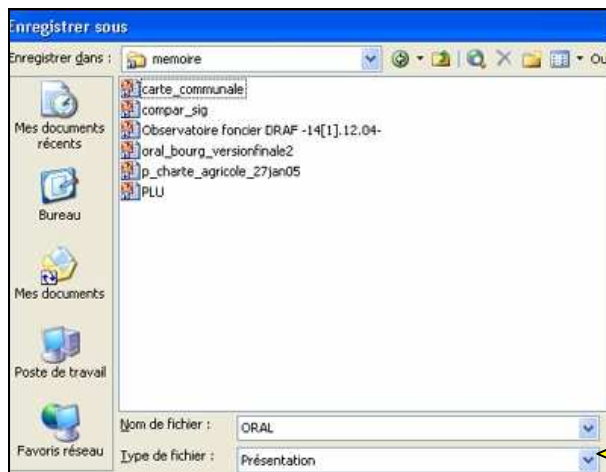 Enregistrer sous
Enregistrer dans :
memoire
Ou
carte_communale
compar_sig
Observatoire foncier DRAF -14[1].12.04-
oral_bourg_versionfinale2
p_charte_agricole_27jan05
PLU
Mes documents
récents
Bureau
Mes documents
Poste de travail
Favoris réseau
Nom de fichier :
ORAL
Type de fichier :
Présentation